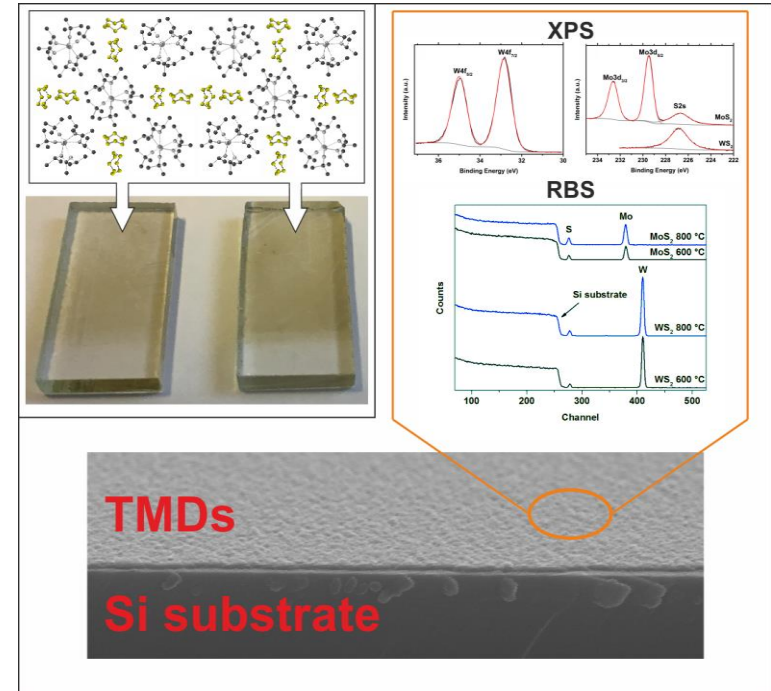 XPS
W4f5/2
W4f7/2
Intensity (a.u.)
36
33
30
Binding Energy (eV)
Mo3d3/2
Mo3d5/2
S2s
MoS2
WS2
Intensity (a.u.)
234
232
230
228
226
224
222
Binding Energy (eV)
RBS
S
Mo
MoS2 800 °C
MoS2 600 °C
W
Si substrate
WS2 800 °C
WS2 600 °C
Counts
100
200
300
400
500
Channel
TMDs
Si substrate